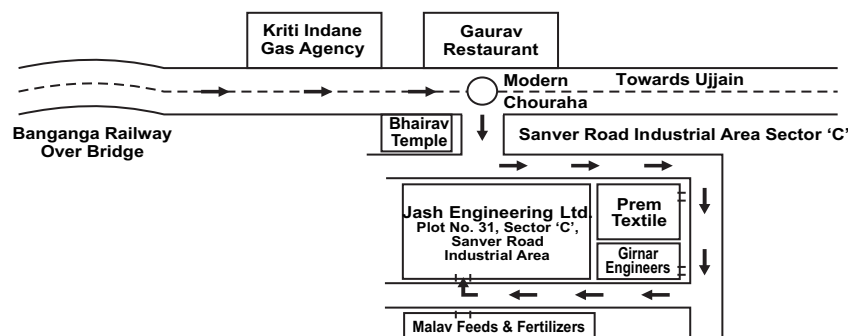 Kriti Indane
Gas Agency
Gaurav
Restaurant
Modern
Chouraha
Towards Ujjain
Banganga Railway
Over Bridge
Bhairav
Temple
Sanver Road Industrial Area Sector ‘C’
Jash Engineering Ltd.
Plot No. 31, Sector ‘C’,
Sanver Road
Industrial Area
Prem
Textile
Girnar
Engineers
Malav Feeds & Fertilizers